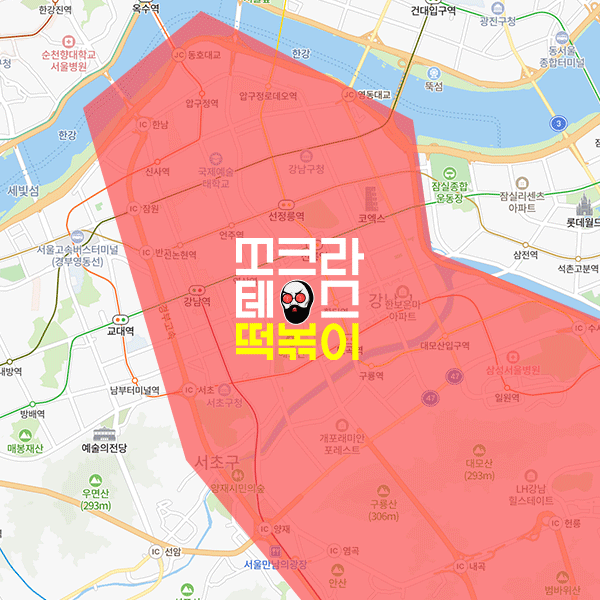 옥수역
건대입구역
광진구청
한강진역
순천향대학교
서울병원
JC 동호대교
한강
동서울
종합터미널
뚝섬
압구정역
압구정로데오역
JC 영동대교
한강
IC 한남
3
세빛섬
신사역
국제예술
대학교
강남구청
잠실종합
운동장
잠실리센츠
아파트
IC 잠원
선정릉역
코엑스
롯데월드
서울고속버스터미널
(경부영동선)
언주역
IC 반진논현역
삼전역
석촌고분역
스크라
테스
떡볶이
강남역
강남
한보은마
아파트
경부고속
교대역
대모산입구역
내방역
삼성서울병원
남부터미널역
IC 서초
서초구청
구룡역
47
47
일원역
방배역
매봉재산
예술의전당
개포래미안
포레스트
서초구
양재시민의숲
대모산
(293m)
우면산
(293m)
구룡산
(306m)
LH강남
힐스테이트
IC 양재
IC 헌릉
IC 선암
서울만남의광장
IC 염곡
안산
IC 내곡
범바위산